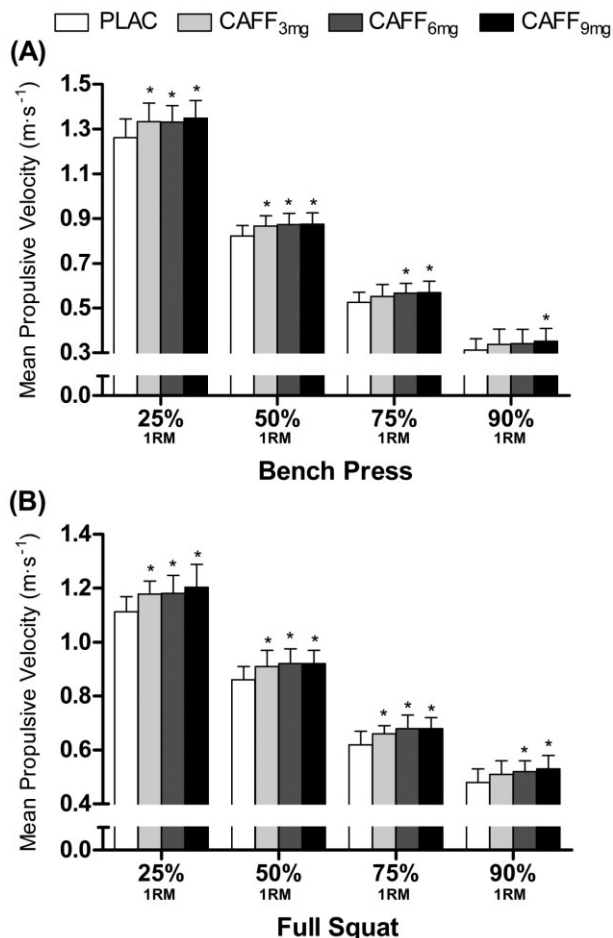 PLAC CAFF3mg CAFF6mg CAFF9mg
(A)
Mean Propulsive Velocity (m·s-1)
1.5
1.3
1.1
0.9
0.7
0.5
0.3
0.0
* * *
* * *
* *
*
25% 50% 75% 90%
1RM 1RM 1RM 1RM
Bench Press
(B)
Mean Propulsive Velocity (m·s-1)
1.4
1.2
1.0
0.8
0.6
0.4
0.0
* * *
* * *
* * *
* *
25% 50% 75% 90%
1RM 1RM 1RM 1RM
Full Squat